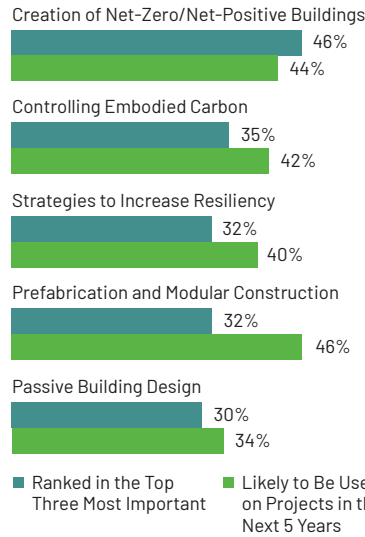 Creation of Net-Zero/Net-Positive Buildings
46%
44%
Controlling Embodied Carbon
35%
42%
Strategies to Increase Resiliency
32%
40%
Prefabrication and Modular Construction
32%
46%
Passive Building Design
30%
34%
Ranked in the Top
Three Most Important
Likely to Be
on Projects in
Next 5 Years